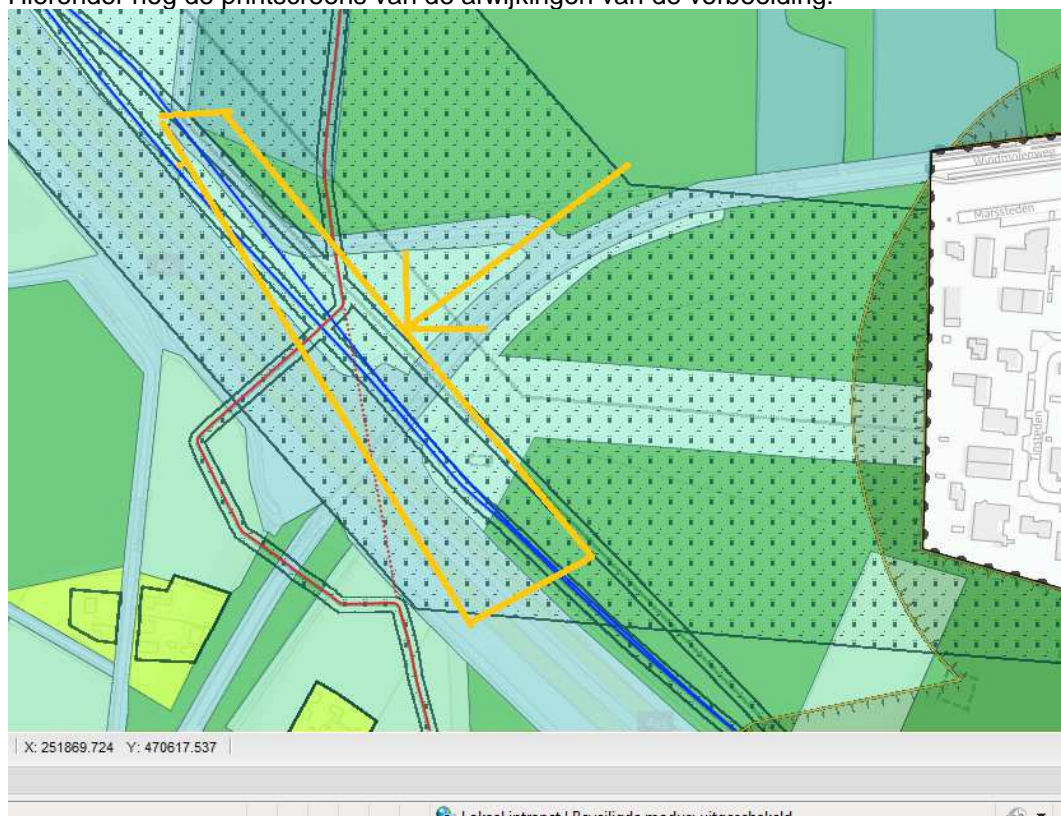 Hieronder nog de printscreens van de afwijkingen van de verbeelding:
Windmolenweg
Marssteden
Linsteden
X: 251869.724 Y: 470617.537
Lokaal intranet | Beveiligde modus: uitgeschakeld